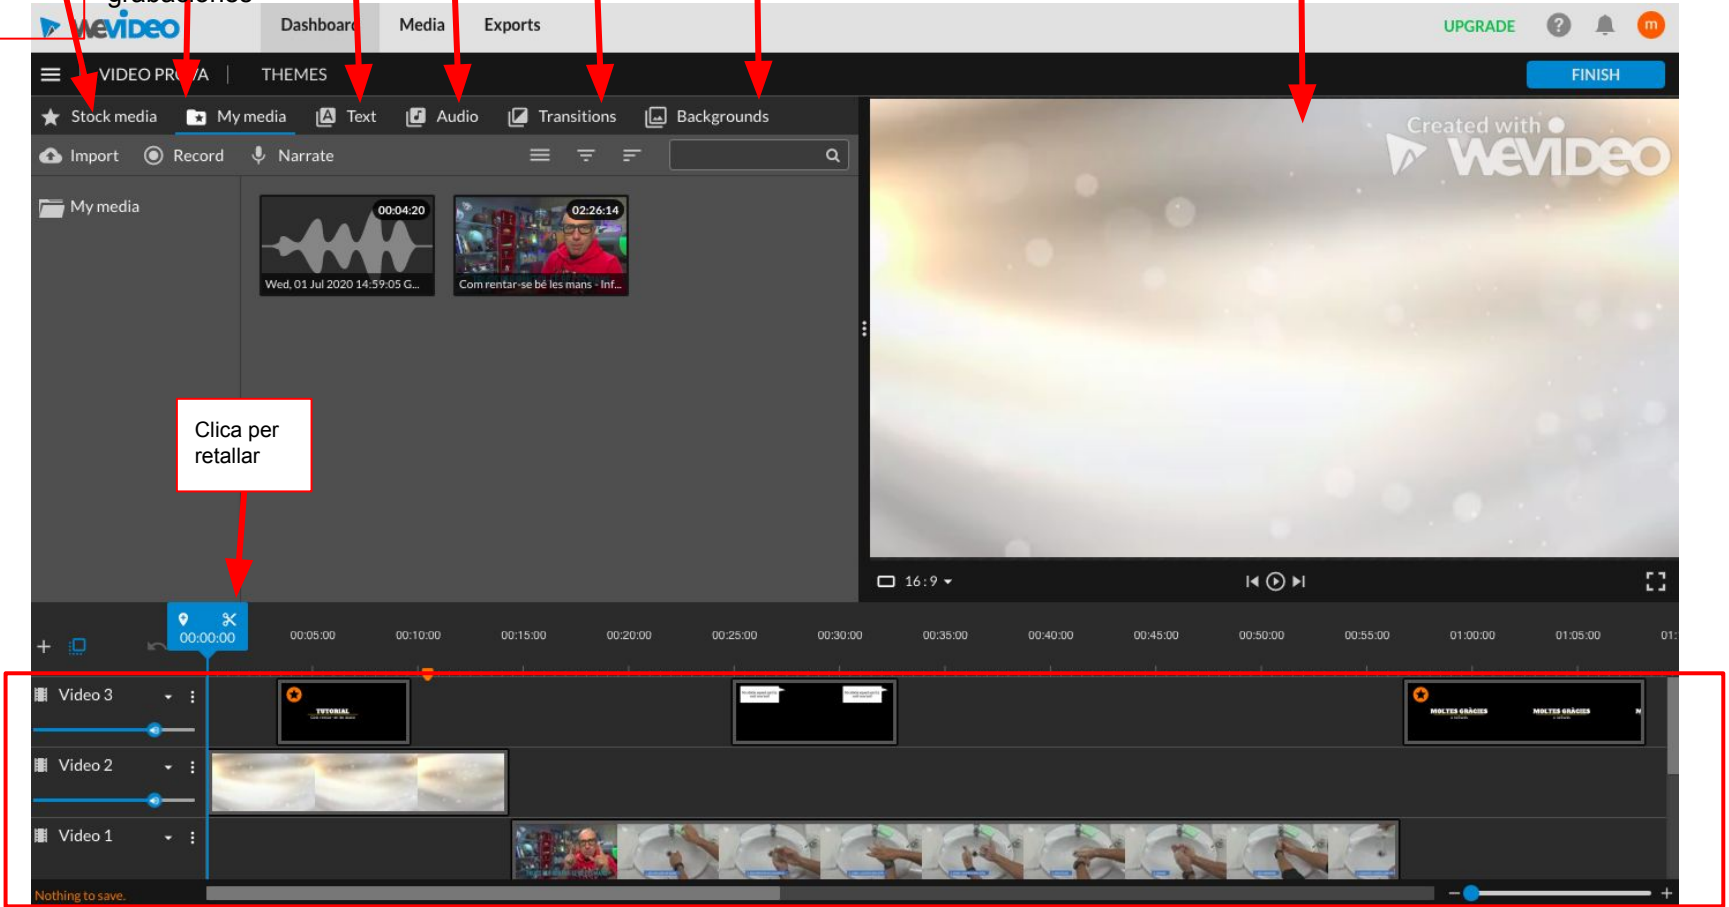 grabaciones
WEVIDEO
Dashboard
Media
Exports
UPGRADE
m
VIDEO PROVA
THEMES
FINISH
Stock media
My media
Text
Audio
Transitions
Backgrounds
Import
Record
Narrate
My media
00:04:20
Wed, 01 Jul 2020 14:59:05 G...
02:26:14
Com rentar-se bé les mans - Inf...
Created with
WEVIDEO
Clica per
retallar
16:9
00:00:00
00:05:00
00:10:00
00:15:00
00:20:00
00:25:00
00:30:00
00:35:00
00:40:00
00:45:00
00:50:00
00:55:00
01:00:00
01:05:00
01:
Video 3
TUTORIAL
MOLTES GRÀCIES
MOLTES GRÀCIES
M
Video 2
Video 1
Nothing to save.